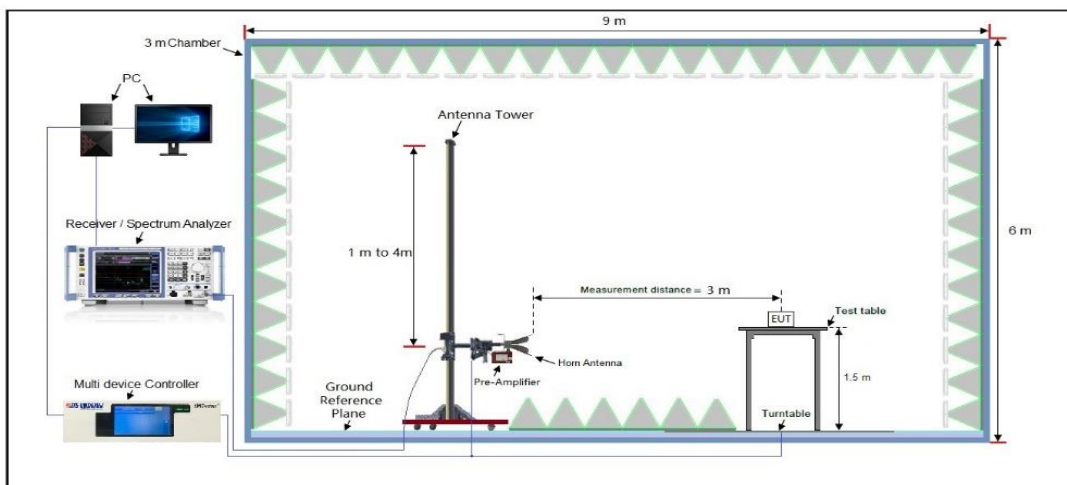 9 m
3 m Chamber
PC
Antenna Tower
Receiver / Spectrum Analyzer
1 m to 4m
6 m
Measurement distance = 3 m
EUT
Test table
Horn Antenna
Pre-Amplifier
1.5 m
Multi device Controller
Ground
Reference
Plane
Turntable